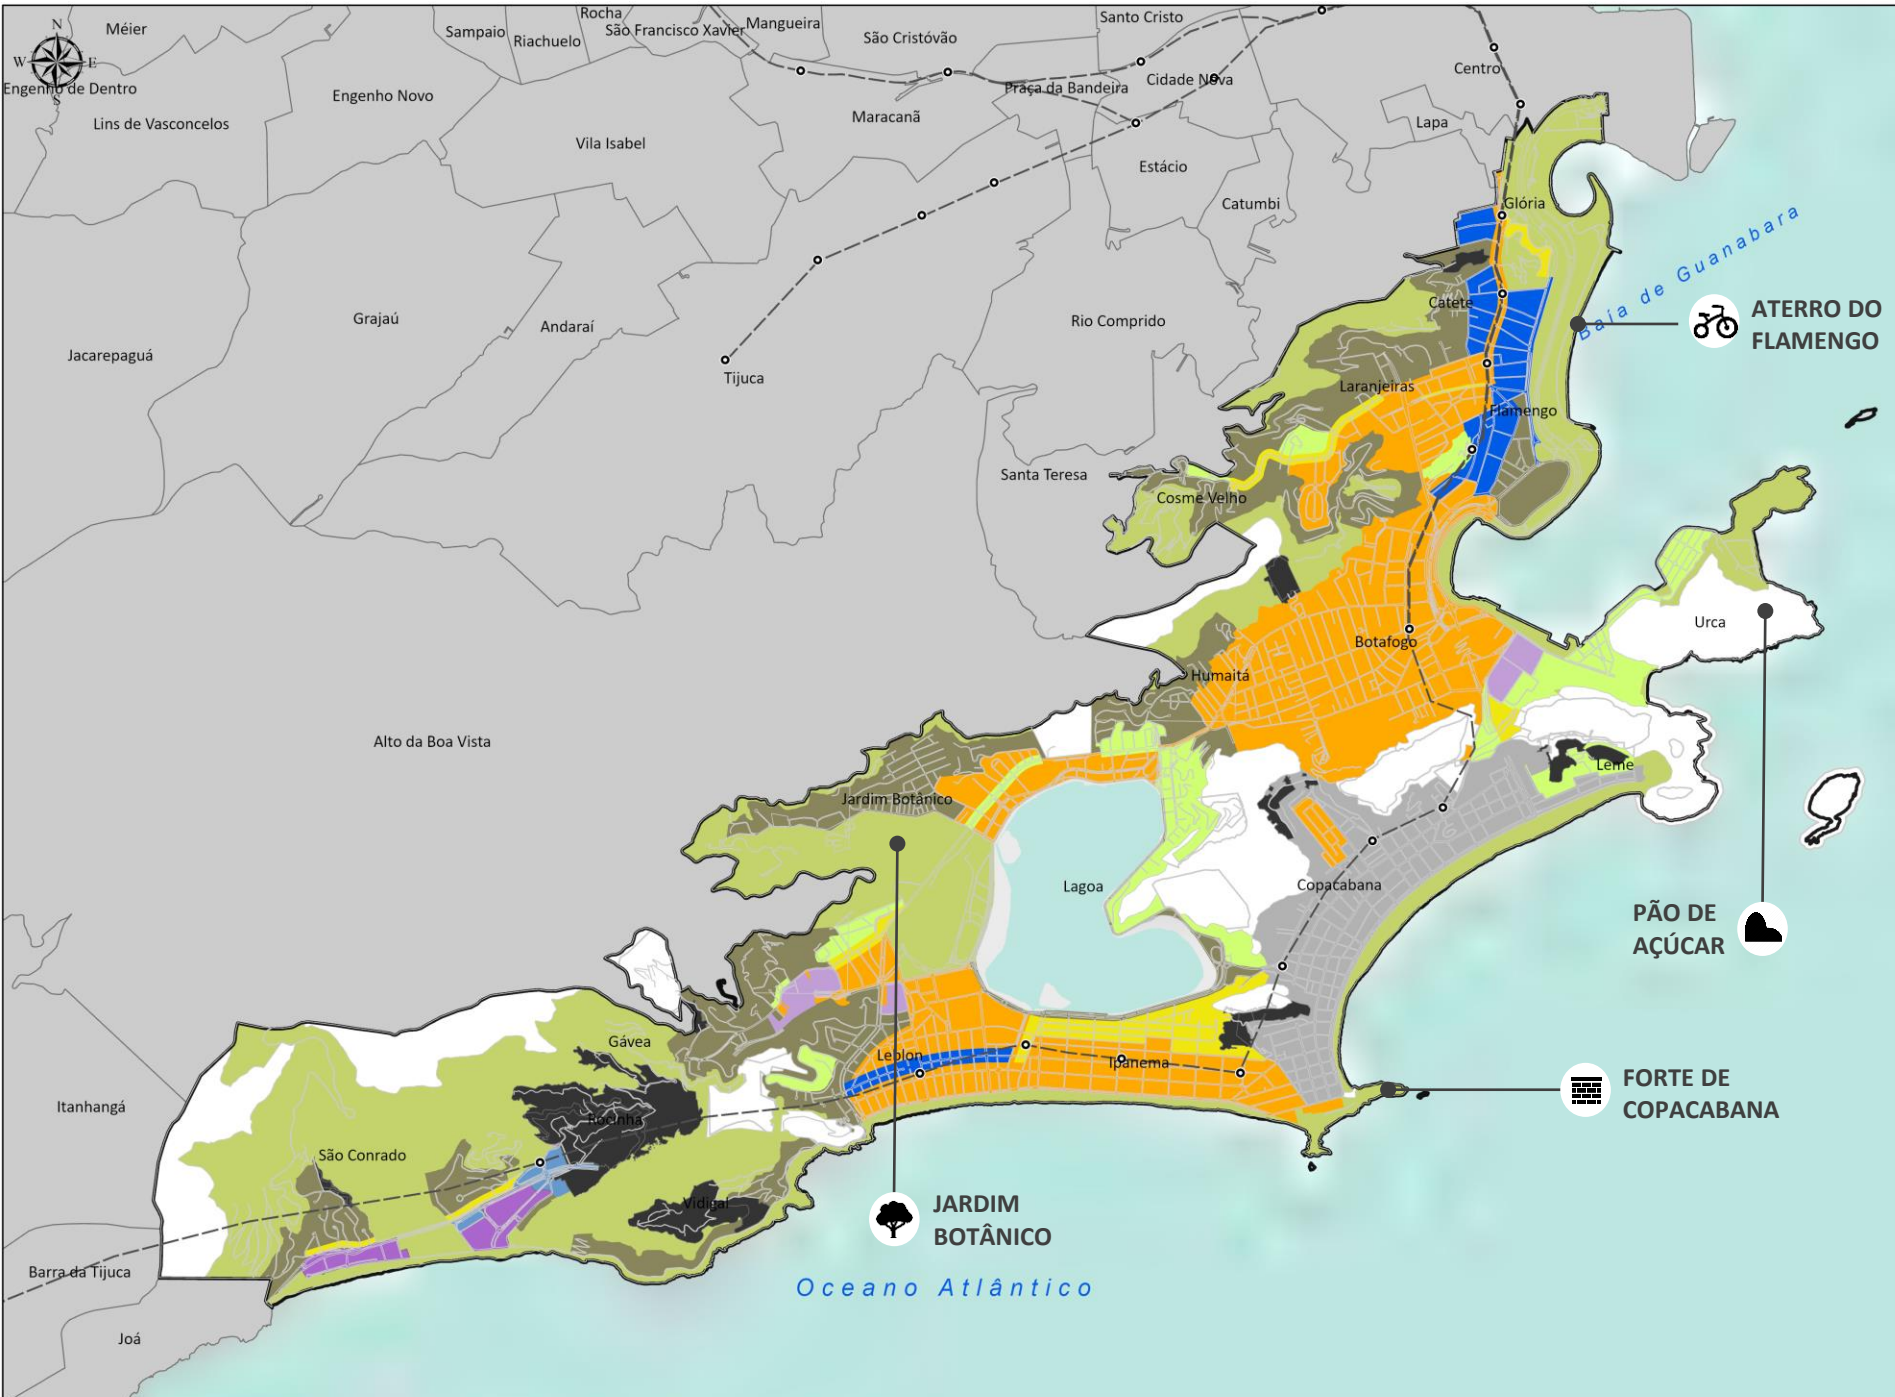 Rocha
Santo Cristo
Méier
Mangueira
Sampaio
Riachuelo
São Francisco Xavier
São Cristóvão
N
W
E
S
Centro
Engenho de Dentro
Engenho Novo
Praça da Bandeira
Cidade Nova
Lins de Vasconcelos
Maracanã
Lapa
Vila Isabel
Estácio
Catumbi
Glória
Baia de Guanabara
Catete
ATERRO DO
FLAMENGO
Grajaú
Andaraí
Rio Comprido
Jacarepaguá
Tijuca
Laranjeiras
Flamengo
Santa Teresa
Cosme Velho
Urca
Botafogo
Humaitá
Alto da Boa Vista
Leme
Jardim Botânico
Lagoa
Copacabana
PÃO DE
AÇÚCAR
Gávea
Leblon
Ipanema
FORTE DE
COPACABANA
Itanhangá
Rocinha
São Conrado
Vidigal
JARDIM
BOTÂNICO
Barra da Tijuca
Oceano Atlântico
Joá